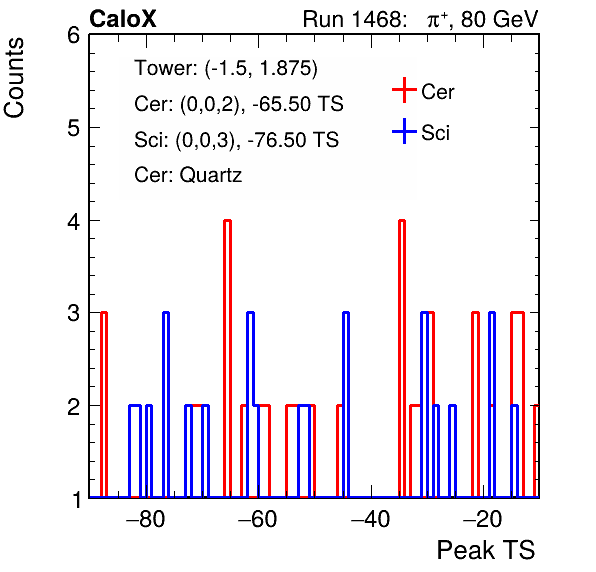 CaloX Run 1468: π⁺, 80 GeV
Counts
Tower: (-1.5, 1.875)
Cer: (0,0,2), -65.50 TS
Sci: (0,0,3), -76.50 TS
Cer: Quartz
Cer
Sci
6
5
4
3
2
1
−80 −60 −40 −20
Peak TS